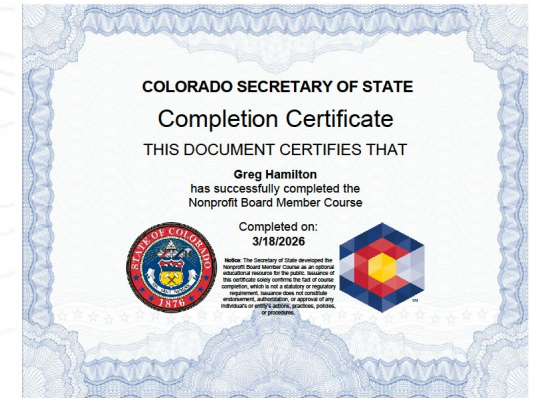 COLORADO SECRETARY OF STATE
Completion Certificate
THIS DOCUMENT CERTIFIES THAT
Greg Hamilton
has successfully completed the
Nonprofit Board Member Course
Completed on:
3/18/2026
Notice: The Secretary of State developed the
Nonprofit Board Member Course as an optional
educational resource for the public. Issuance of
this certificate solely confirms the fact of course
completion, which is not a statutory or regulatory
requirement. Issuance does not constitute
endorsement, authorization, or approval of any
individual's or entity's actions, practices, policies,
or procedures.
STATE OF COLORADO
1876